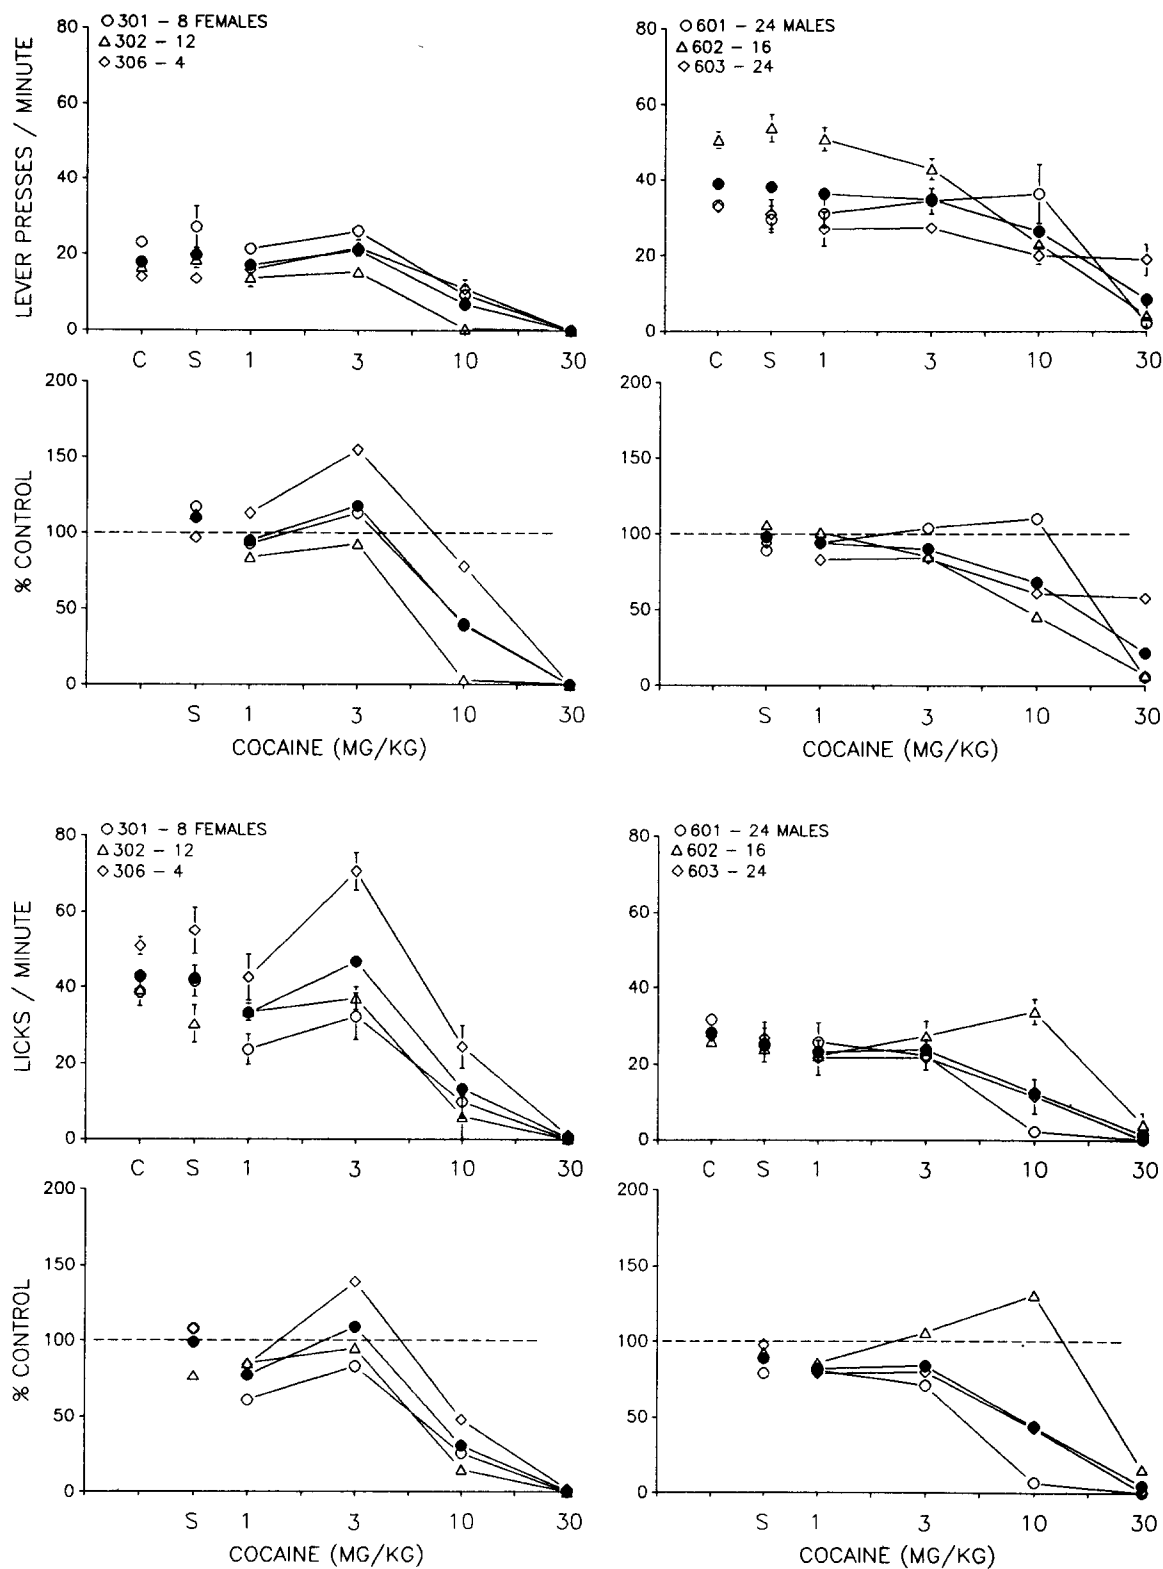 ○ 301 – 8 FEMALES
△ 302 – 12
◇ 306 – 4
LEVER PRESSES / MINUTE
80
60
40
20
0
C S 1 3 10 30
○ 601 – 24 MALES
△ 602 – 16
◇ 603 – 24
80
60
40
20
0
C S 1 3 10 30
% CONTROL
200
150
100
50
0
S 1 3 10 30
COCAINE (MG/KG)
200
150
100
50
0
S 1 3 10 30
COCAINE (MG/KG)
○ 301 – 8 FEMALES
△ 302 – 12
◇ 306 – 4
LICKS / MINUTE
80
60
40
20
0
C S 1 3 10 30
○ 601 – 24 MALES
△ 602 – 16
◇ 603 – 24
80
60
40
20
0
C S 1 3 10 30
% CONTROL
200
150
100
50
0
S 1 3 10 30
COCAINE (MG/KG)
200
150
100
50
0
S 1 3 10 30
COCAINE (MG/KG)